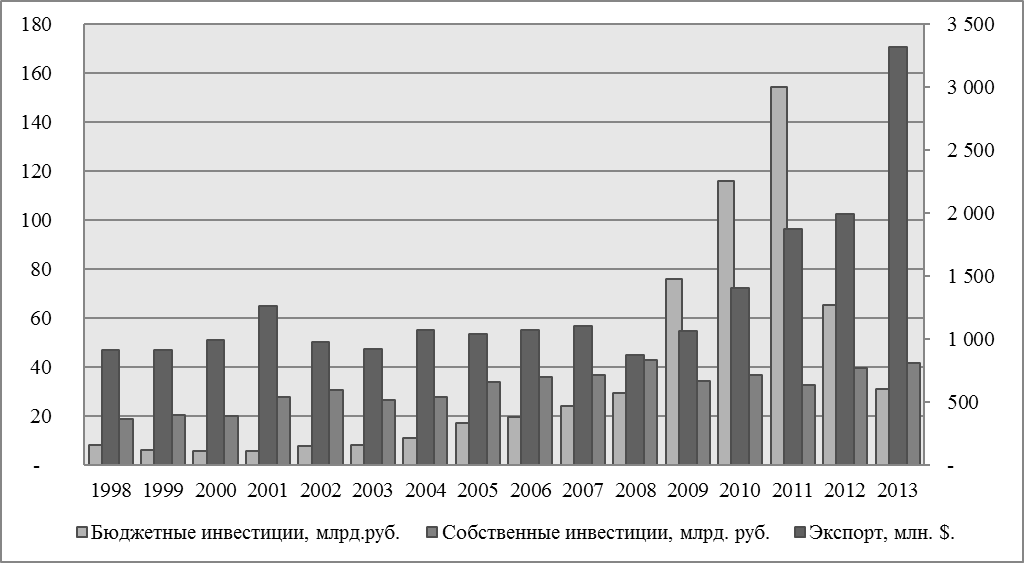 180 3 500
160 3 000
140 2 500
120
100 2 000
80 1 500
60 1 000
40
20 500
- -
1998 1999 2000 2001 2002 2003 2004 2005 2006 2007 2008 2009 2010 2011 2012 2013
Бюджетные инвестиции, млрд.руб. Собственные инвестиции, млрд. руб. Экспорт, млн. $.